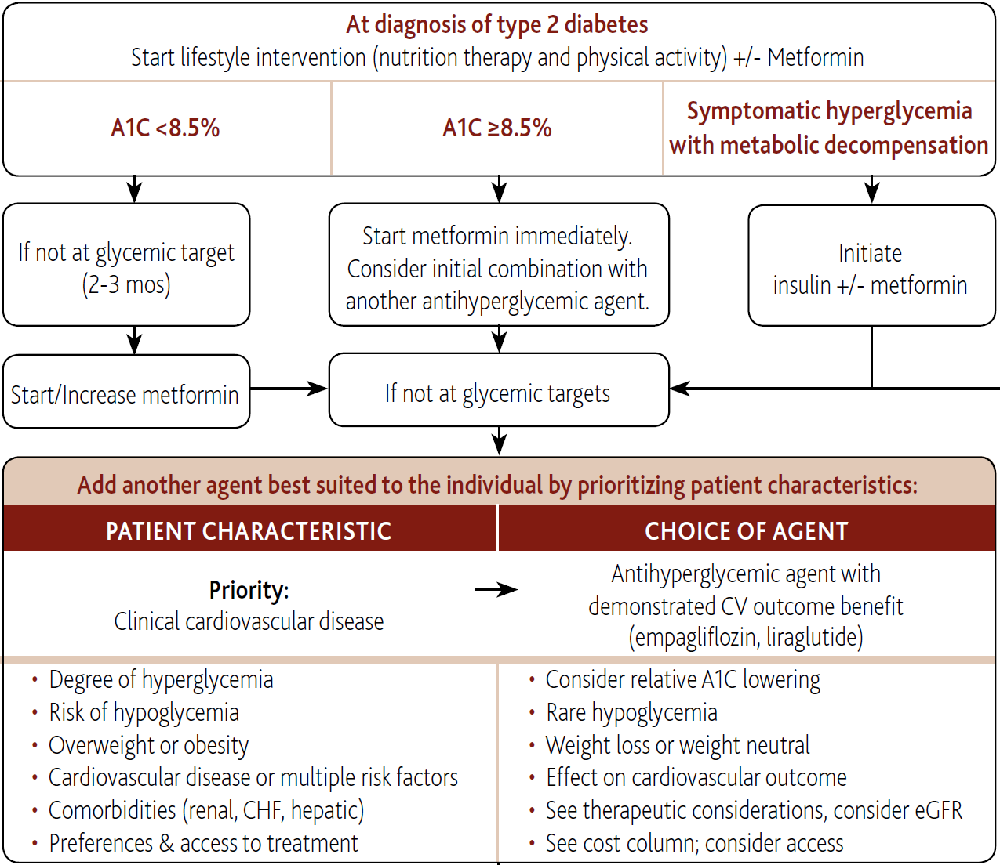 At diagnosis of type 2 diabetes
Start lifestyle intervention (nutrition therapy and physical activity) +/- Metformin
A1C <8.5%
A1C ≥8.5%
Symptomatic hyperglycemia
with metabolic decompensation
If not at glycemic target
(2-3 mos)
Start metformin immediately.
Consider initial combination with
another antihyperglycemic agent.
Initiate
insulin +/- metformin
Start/Increase metformin
If not at glycemic targets
Add another agent best suited to the individual by prioritizing patient characteristics:
PATIENT CHARACTERISTIC
CHOICE OF AGENT
Priority:
Clinical cardiovascular disease
Antihyperglycemic agent with
demonstrated CV outcome benefit
(empagliflozin, liraglutide)
• Degree of hyperglycemia
• Risk of hypoglycemia
• Overweight or obesity
• Cardiovascular disease or multiple risk factors
• Comorbidities (renal, CHF, hepatic)
• Preferences & access to treatment
• Consider relative A1C lowering
• Rare hypoglycemia
• Weight loss or weight neutral
• Effect on cardiovascular outcome
• See therapeutic considerations, consider eGFR
• See cost column; consider access